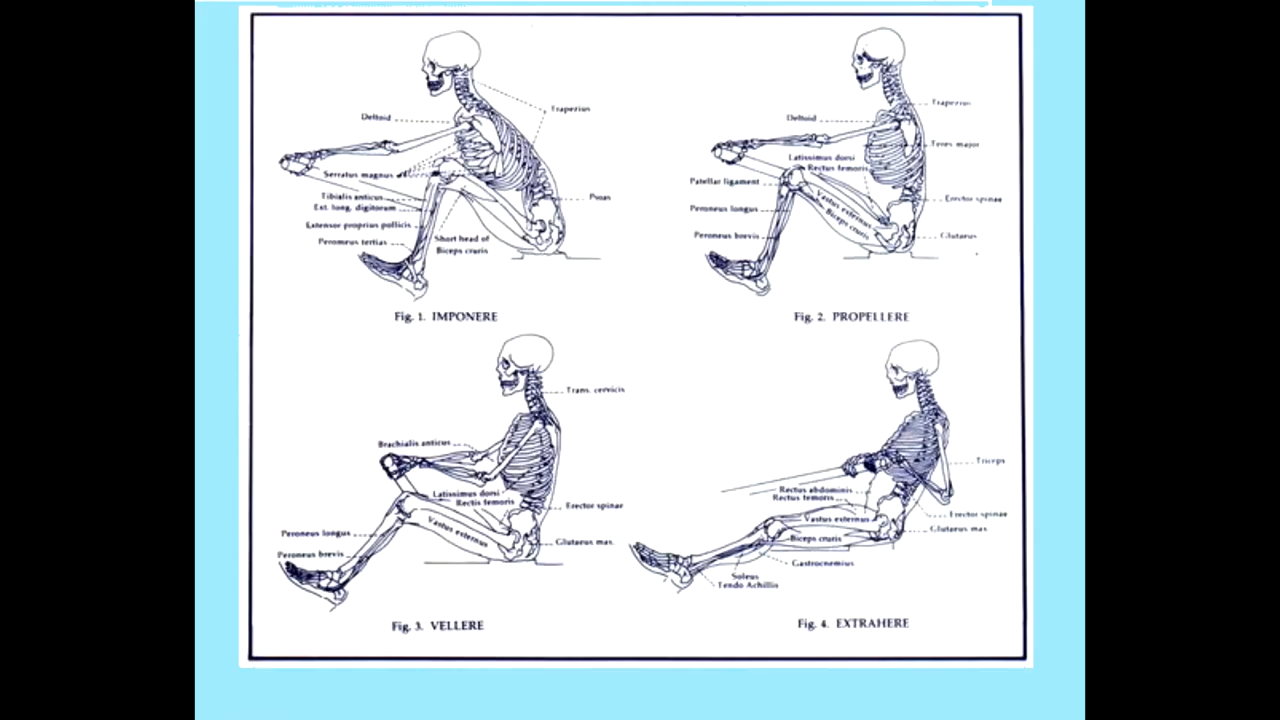 Trapezius
Deltoid
Serratus magnus
Tibialis anticus
Ext. long. digitorum
Psoas
Extensor proprius pollicis
Peromeus tertias
Short head of
Biceps cruris
Fig. 1. IMPONERE
Trapezius
Deltoid
Teres major
Latissimus dorsi
Rectus femoris
Patellar ligament
Vastus externus
Biceps cruris
Erector spinae
Peroneus longus
Peroneus brevis
Glutaeus
Fig. 2. PROPELLERE
Trans. cervicis
Brachialis anticus
Latissimus dorsi
Rectis femoris
Erector spinae
Vastus externus
Peroneus longus
Glutaeus max.
Peroneus brevis
Fig. 3. VELLERE
Triceps
Rectus abdominis
Rectus femoris
Erector spinae
Vastus externus
Glutaeus max
Biceps cruris
Gastrocnemius
Soleus
Tendo Achillis
Fig. 4. EXTRAHERE